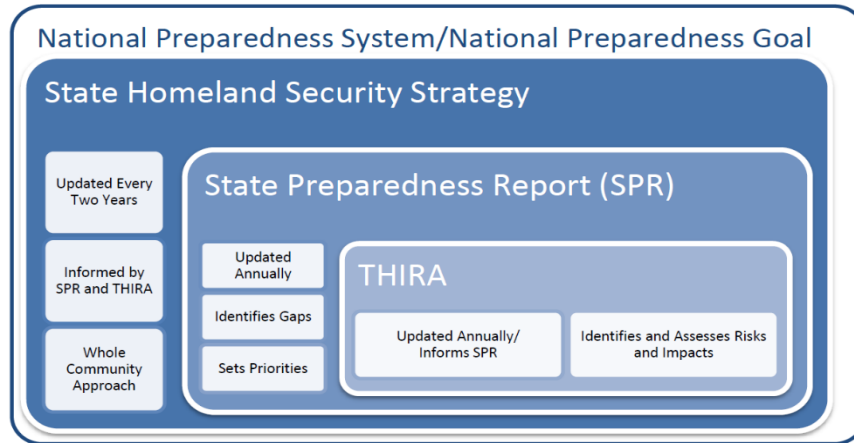 National Preparedness System/National Preparedness Goal
State Homeland Security Strategy
Updated Every
Two Years
Informed by
SPR and THIRA
Whole
Community
Approach
State Preparedness Report (SPR)
Updated
Annually
Identifies Gaps
Sets Priorities
THIRA
Updated Annually/
Informs SPR
Identifies and Assesses Risks
and Impacts